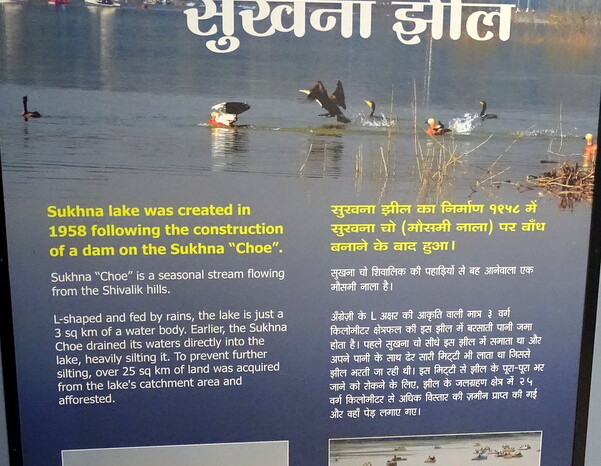 सुखना झील
Sukhna lake was created in
1958 following the construction
of a dam on the Sukhna “Choe”.
Sukhna “Choe” is a seasonal stream flowing
from the Shivalik hills.
L-shaped and fed by rains, the lake is just a
3 sq km of a water body. Earlier, the Sukhna
Choe drained its waters directly into the
lake, heavily silting it. To prevent further
silting, over 25 sq km of land was acquired
from the lake's catchment area and
afforested.
सुखना झील का निर्माण १९५८ में
सुखना चो (मौसमी नाला) पर बाँध
बनाने के बाद हुआ।
सुखना चो शिवालिक की पहाड़ियों से बह आनेवाला एक
मौसमी नाला है।
अँग्रेज़ी के L अक्षर की आकृति वाली मात्र ३ वर्ग
किलोमीटर क्षेत्रफल की इस झील में बरसाती पानी जमा
होता है। पहले सुखना चो सीधे इस झील में समाता था और
अपने पानी के साथ ढेर सारी मिट्टी भी लाता था जिससे
झील भरती जा रही थी। इस मिट्टी से झील के पूरा-पूरा भर
जाने को रोकने के लिए, झील के जलग्रहण क्षेत्र में २५
वर्ग किलोमीटर से अधिक विस्तार की ज़मीन प्राप्त की गई
और वहाँ पेड़ लगाए गए।